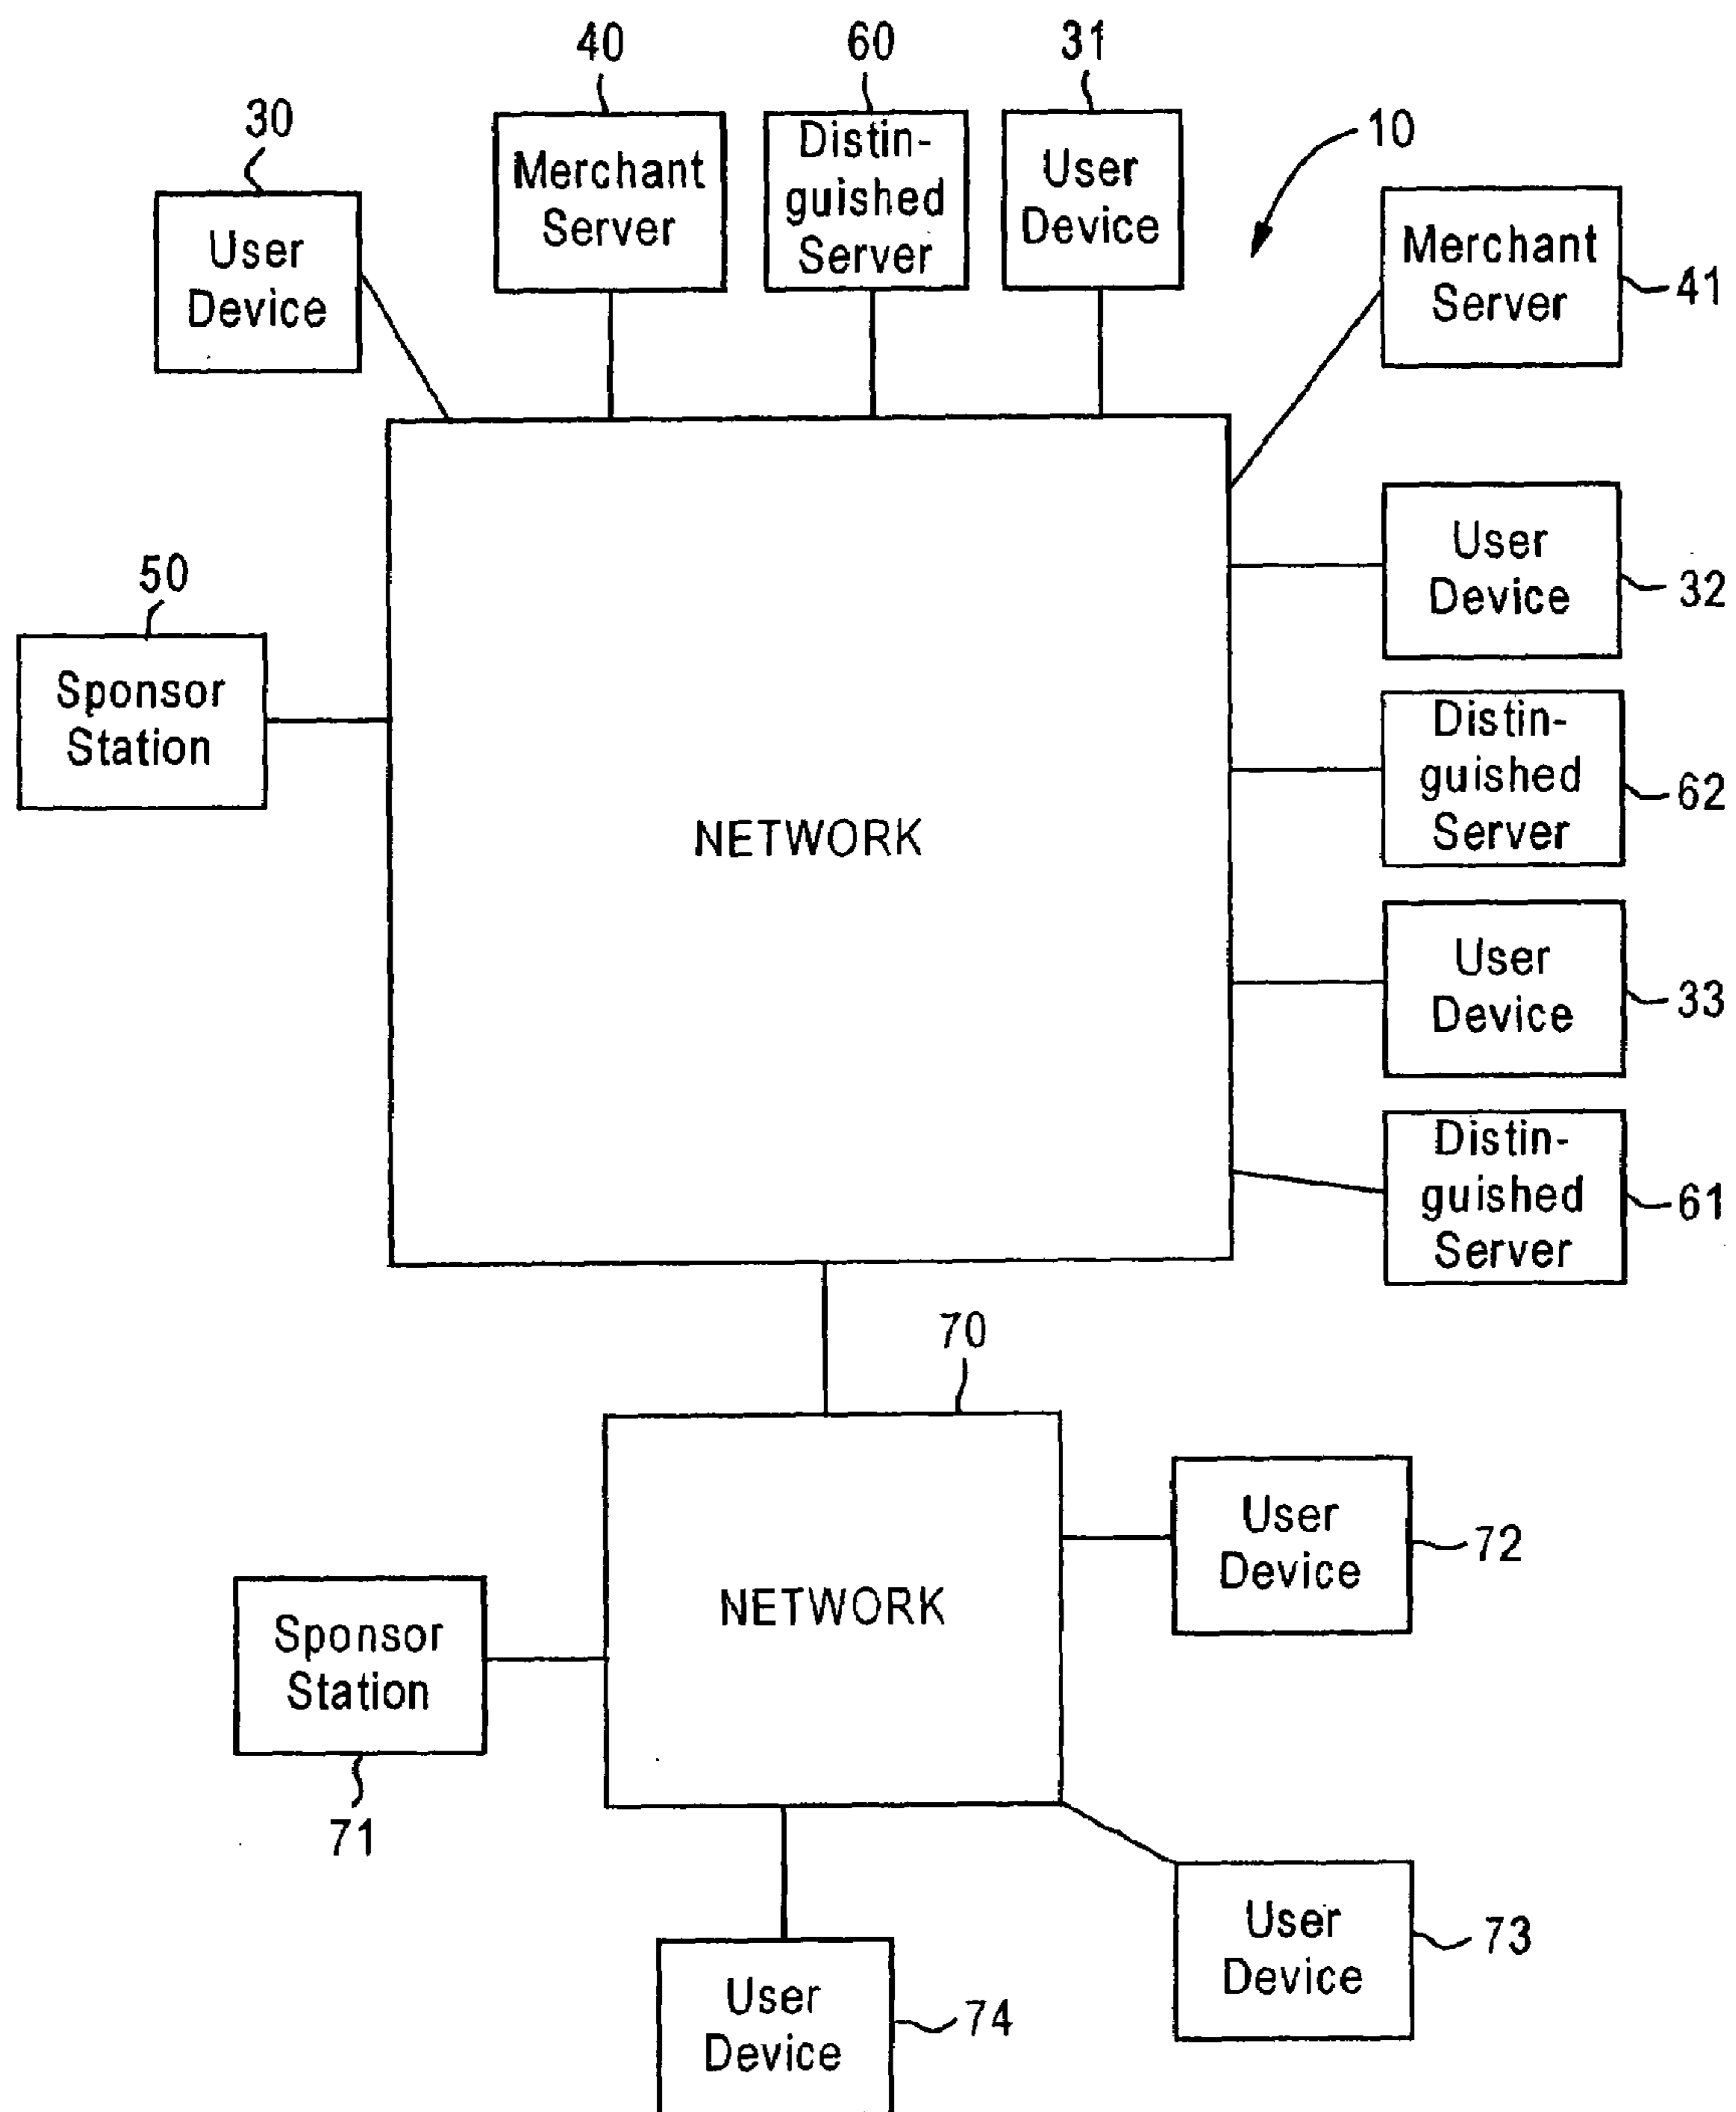 40
60
31
30
10
User
Device
Merchant
Server
Distin-
guished
Server
User
Device
Merchant
Server
41
50
User
Device
32
Sponsor
Station
Distin-
guished
Server
62
NETWORK
User
Device
33
Distin-
guished
Server
61
70
User
Device
72
NETWORK
Sponsor
Station
71
User
Device
73
User
Device
74